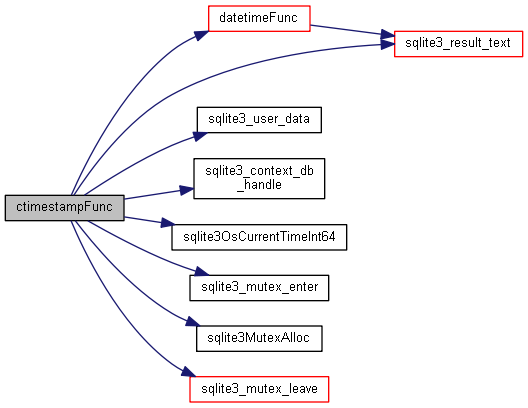 datetimeFunc
sqlite3_result_text
sqlite3_user_data
sqlite3_context_db
_handle
ctimestampFunc
sqlite3OsCurrentTimeInt64
sqlite3_mutex_enter
sqlite3MutexAlloc
sqlite3_mutex_leave